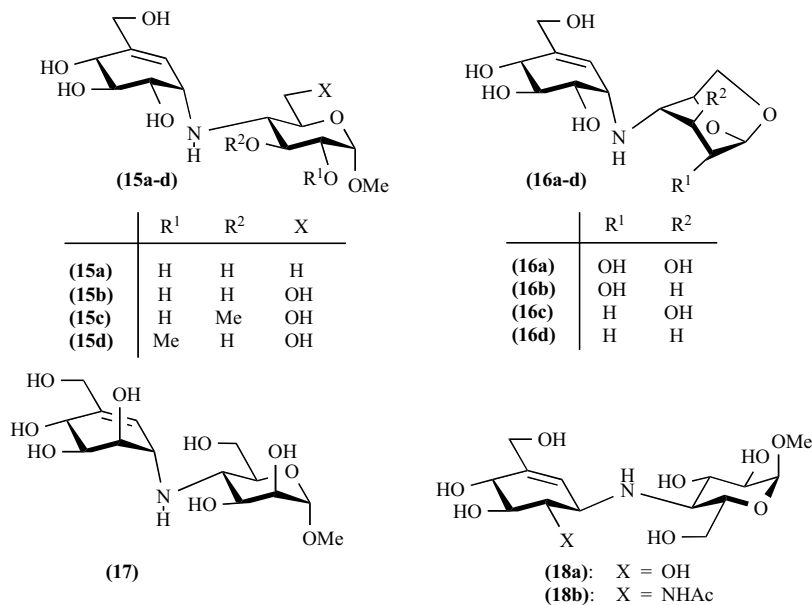 OH
HO
HO
HO
N
H
X
O
R²O
R¹O
OMe
(15a-d)
R¹ R² X
(15a) H H H
(15b) H H OH
(15c) H Me OH
(15d) Me H OH
OH
HO
HO
HO
N
H
R²
O
O
R¹
(16a-d)
R¹ R²
(16a) OH OH
(16b) OH H
(16c) H OH
(16d) H H
HO
OH
HO
HO
N
H
HO
OH
O
HO
OMe
(17)
OH
HO
HO
X
H
N
HO
HO
OMe
O
HO
(18a): X = OH
(18b): X = NHAc